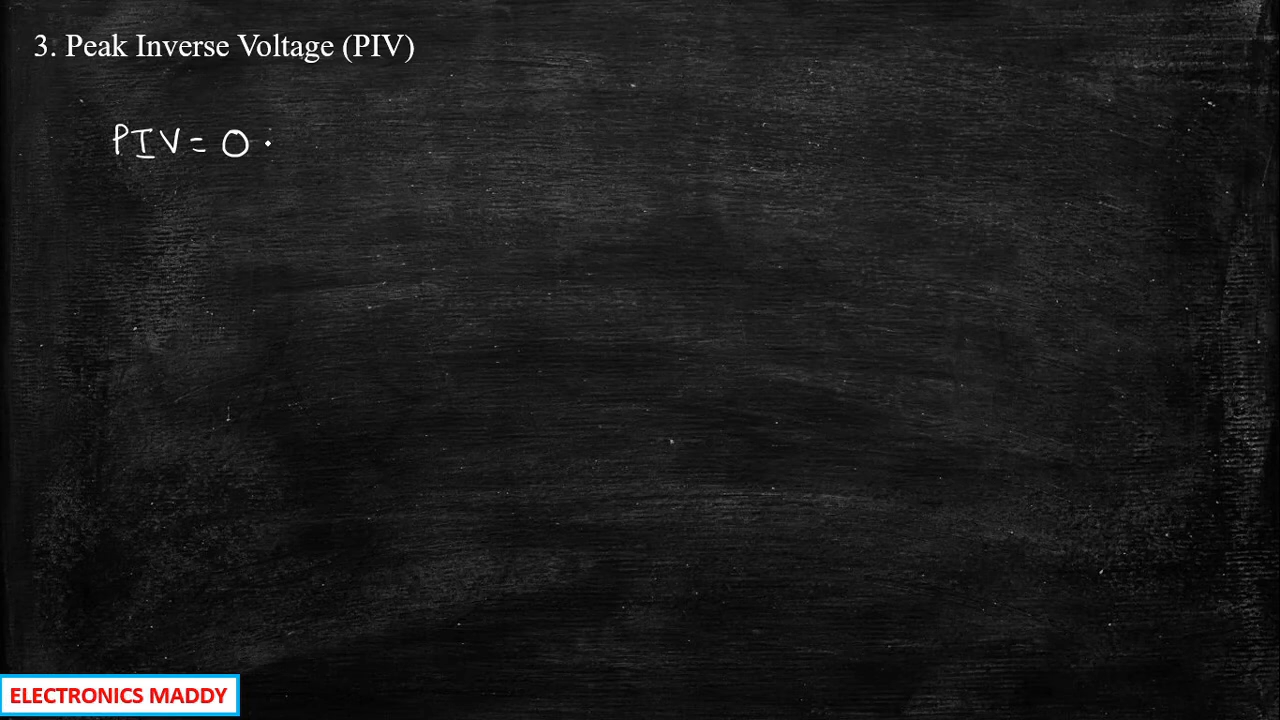 3. Peak Inverse Voltage (PIV)
PIV = 0 .
ELECTRONICS MADDY